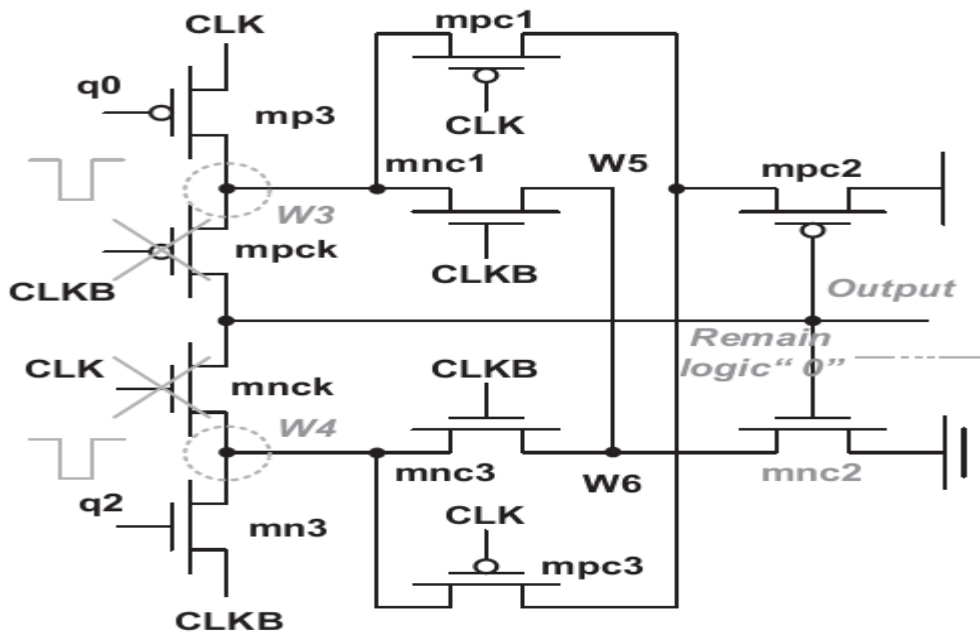 CLK
mpc1
q0
mp3
CLK
mnc1
W5
mpc2
W3
mpck
CLKB
CLKB
Output
CLK
mnck
CLKB
Remain
logic“ 0”
W4
mnc3
W6
mnc2
q2
mn3
CLK
mpc3
CLKB